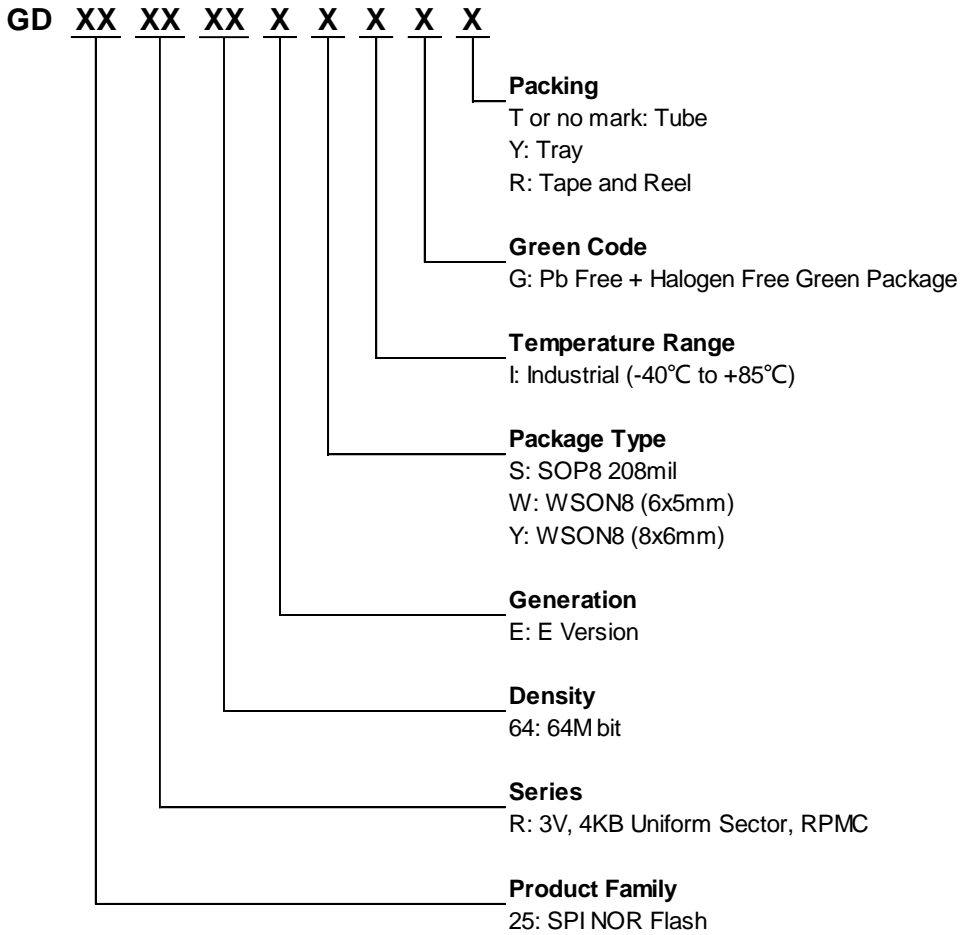 GD XX XX XX X X X X X
Packing
T or no mark: Tube
Y: Tray
R: Tape and Reel
Green Code
G: Pb Free + Halogen Free Green Package
Temperature Range
I: Industrial (-40℃ to +85℃)
Package Type
S: SOP8 208mil
W: WSON8 (6x5mm)
Y: WSON8 (8x6mm)
Generation
E: E Version
Density
64: 64M bit
Series
R: 3V, 4KB Uniform Sector, RPMC
Product Family
25: SPI NOR Flash